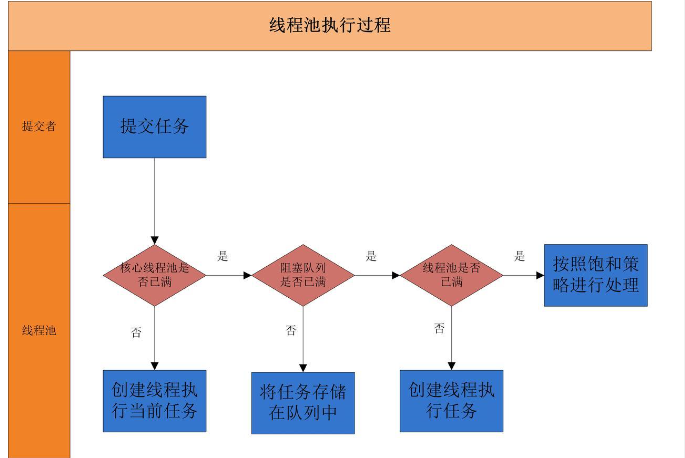 线程池执行过程
提交者
提交任务
线程池
核心线程池是
否已满
是
阻塞队列
是否已满
是
线程池是否
已满
是
按照饱和策
略进行处理
否
否
否
创建线程执
行当前任务
将任务存储
在队列中
创建线程执
行任务